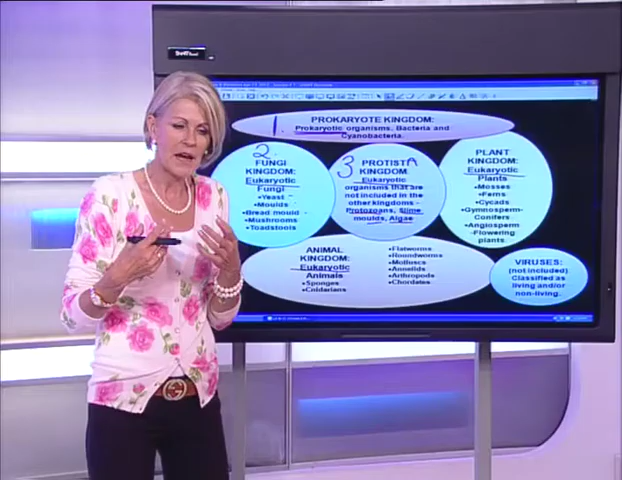 PROKARYOTE KINGDOM:
Prokaryotic organisms. Bacteria and
Cyanobacteria.
1
2
FUNGI
KINGDOM:
Eukaryotic
Fungi
•Yeast
•Moulds
•Bread mould
•Mushrooms
•Toadstools
3
PROTISTA
KINGDOM:
Eukaryotic
organisms that are
not included in the
other kingdoms -
Protozoans, Slime
moulds, Algae
PLANT
KINGDOM:
Eukaryotic
Plants
•Mosses
•Ferns
•Cycads
•Gymnosperm-
Conifers
•Angiosperm-
Flowering
plants.
ANIMAL
KINGDOM:
Eukaryotic
Animals
•Sponges
•Cnidarians
•Flatworms
•Roundworms
•Molluscs
•Annelids
•Arthropods
•Chordates
VIRUSES:
(not included)
Classified as
living and/or
non-living.